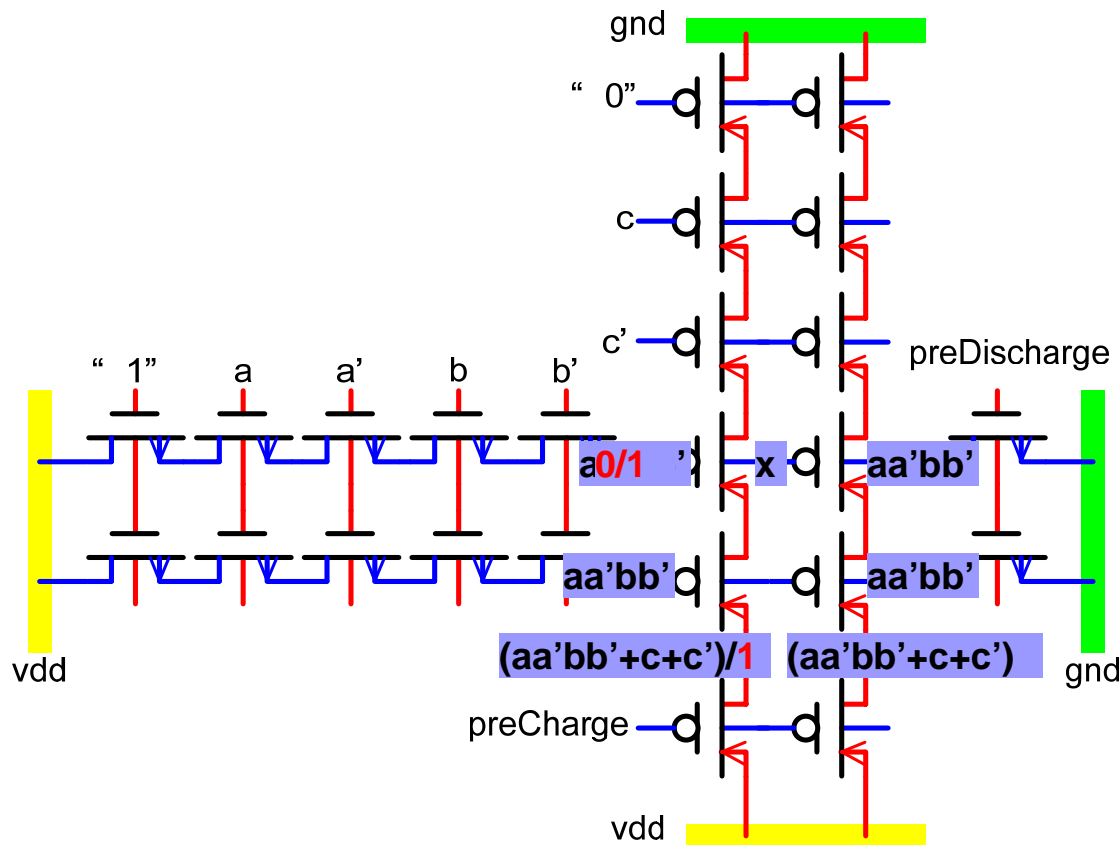 gnd
“ 0”
c
c’
preDischarge
“ 1” a a’ b b’
a0/1 ’ x aa’bb’
aa’bb’ aa’bb’
(aa’bb’+c+c’)/1 (aa’bb’+c+c’)
vdd gnd
preCharge
vdd